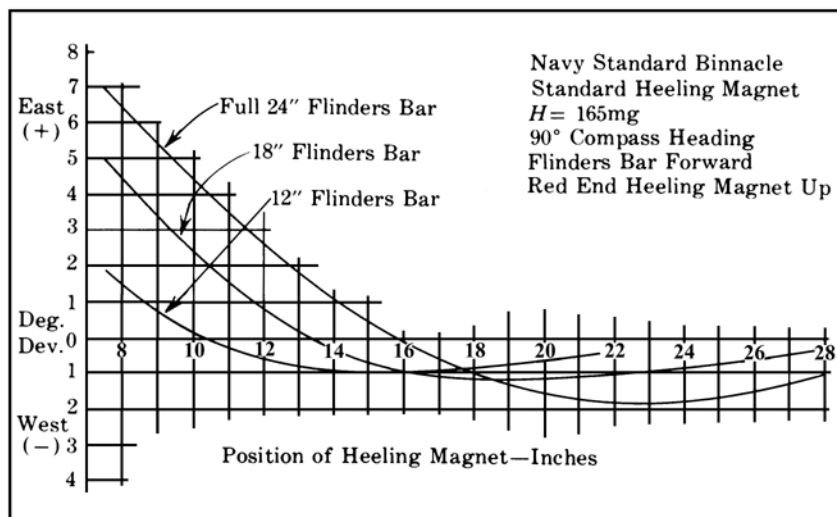 8
7
East
(+)
6
5
4
3
2
1
Deg.
Dev.
0
8 10 12 14 16 18 20 22 24 26 28
1
2
West
(−)
3
4
Full 24" Flinders Bar
18" Flinders Bar
12" Flinders Bar
Navy Standard Binnacle
Standard Heeling Magnet
H= 165mg
90° Compass Heading
Flinders Bar Forward
Red End Heeling Magnet Up
Position of Heeling Magnet—Inches